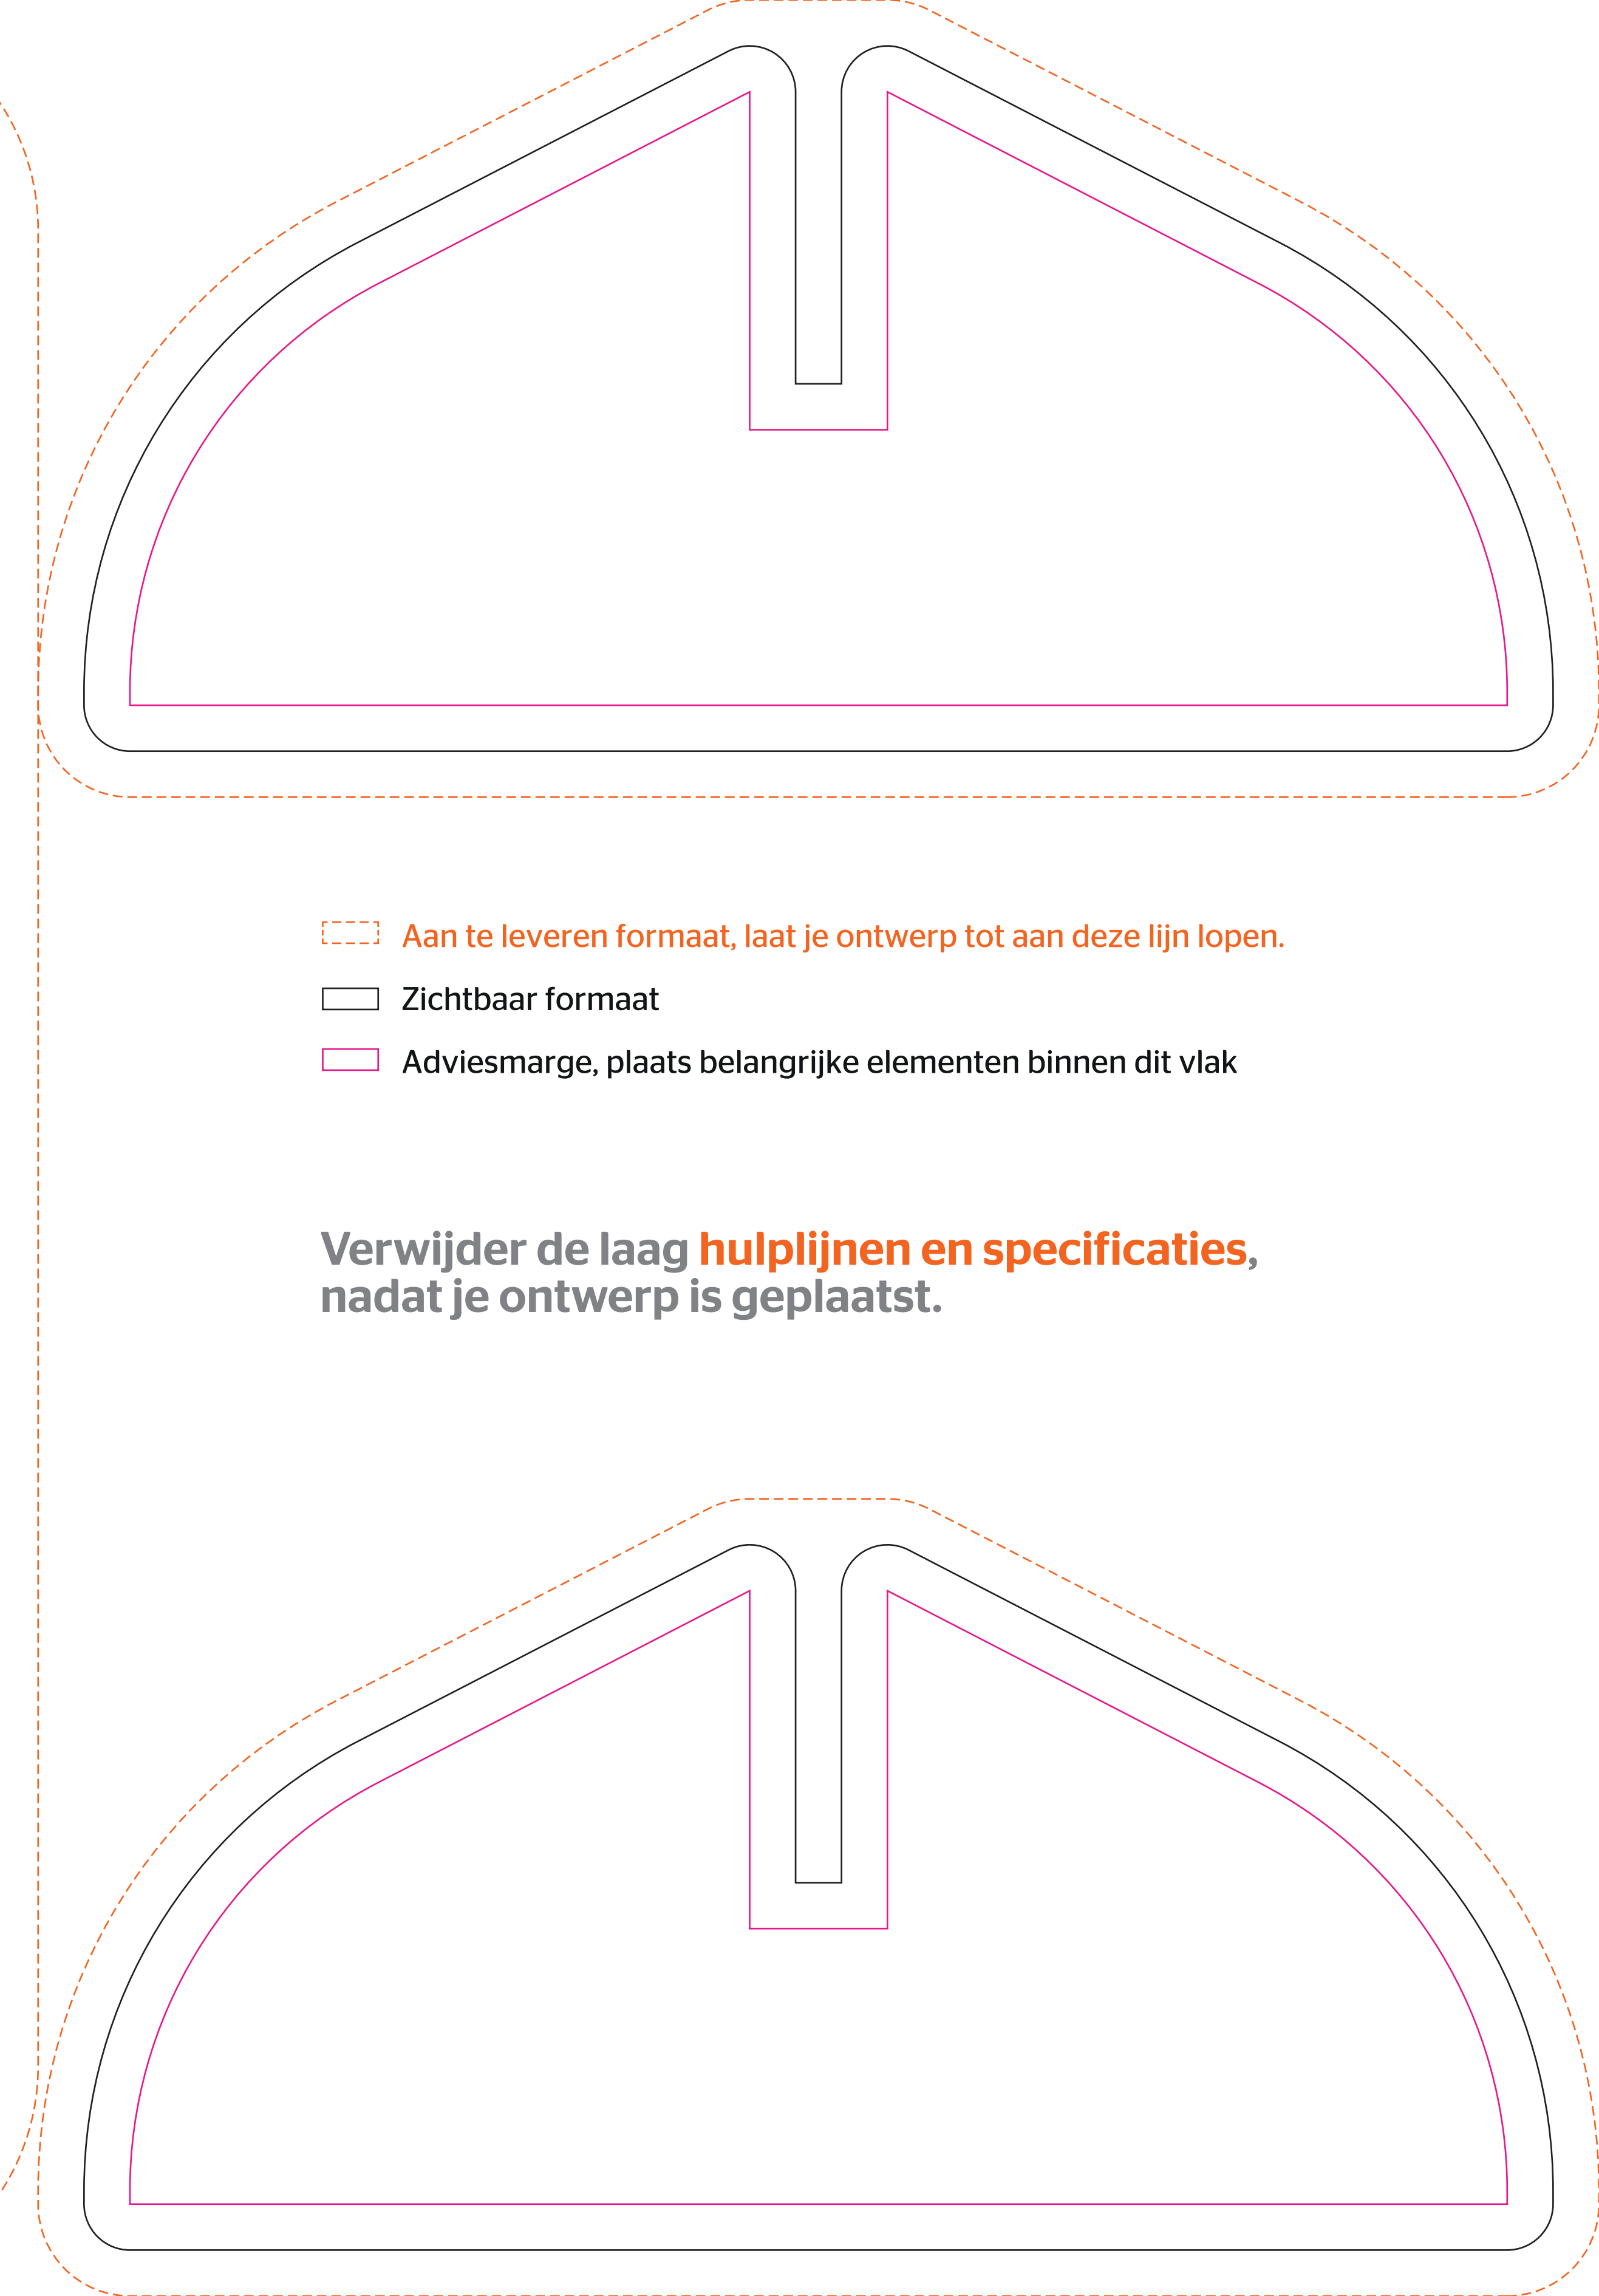 Aan te leveren formaat, laat je ontwerp tot aan deze lijn lopen.
Zichtbaar formaat
Adviesmarge, plaats belangrijke elementen binnen dit vlak
Verwijder de laag hulplijnen en specificaties,
nadat je ontwerp is geplaatst.